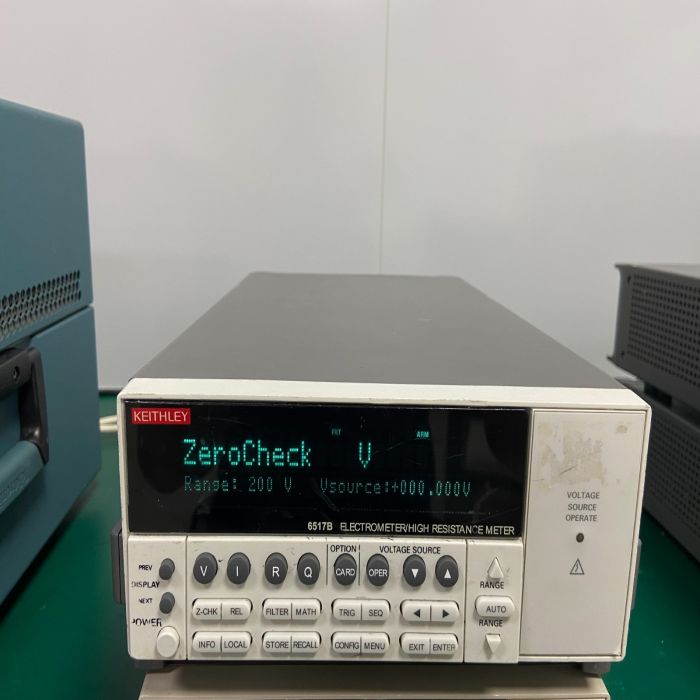 KEITHLEY
FRT ARM
ZeroCheck V
Range: 200 V Vsource:+000.000V
6517B ELECTROMETER/HIGH RESISTANCE METER
VOLTAGE
SOURCE
OPERATE
OPTION VOLTAGE SOURCE
PREV
DISPLAY
NEXT
POWER
V I R Q CARD OPER
RANGE
Z-CHK REL FILTER MATH TRIG SEQ AUTO
RANGE
INFO LOCAL STORE RECALL CONFIG MENU EXIT ENTER